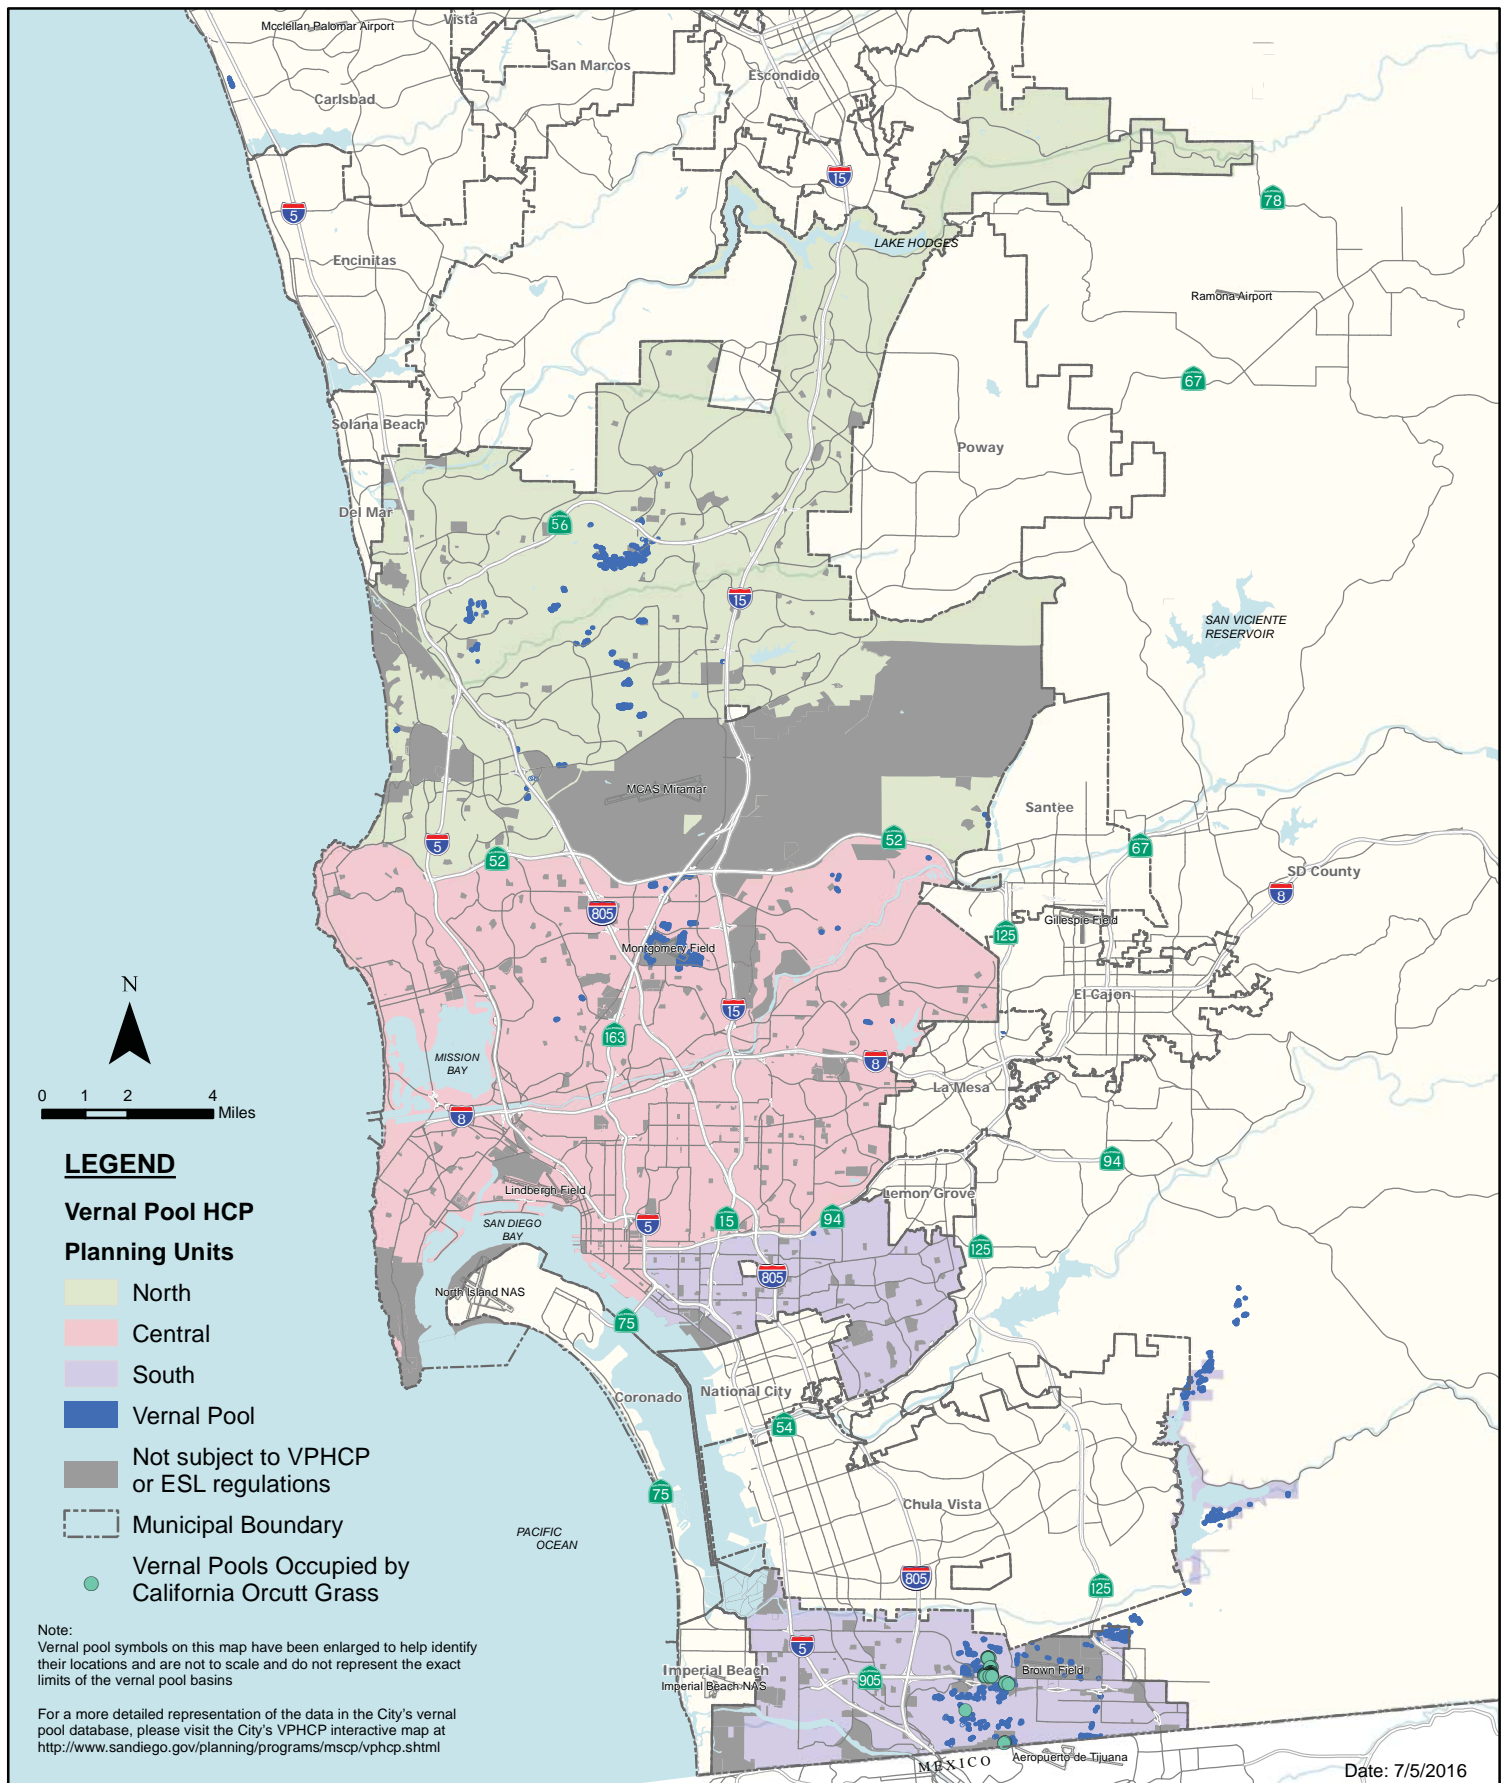 Mcclellan Palomar Airport
Vista
San Marcos
Escondido
Carlsbad
15
78
5
LAKE HODGES
Encinitas
Ramona Airport
67
Solana Beach
Poway
Del Mar
56
15
SAN VICIENTE
RESERVOIR
MCAS Miramar
Santee
5
52
52
67
SD County
8
805
Gillespie Field
125
Montgomery Field
N
El Cajon
15
163
MISSION
BAY
8
La Mesa
0 1 2 4
Miles
8
94
LEGEND
Vernal Pool HCP
Planning Units
North
Central
South
Vernal Pool
Not subject to VPHCP
or ESL regulations
Municipal Boundary
Vernal Pools Occupied by
California Orcutt Grass
Lindbergh Field
Lemon Grove
SAN DIEGO
BAY
5
15
94
125
805
North Island NAS
75
Coronado
National City
54
75
Chula Vista
PACIFIC
OCEAN
805
125
Note:
Vernal pool symbols on this map have been enlarged to help identify
their locations and are not to scale and do not represent the exact
limits of the vernal pool basins
5
Imperial Beach
Imperial Beach NAS
905
Brown Field
For a more detailed representation of the data in the City's vernal
pool database, please visit the City's VPHCP interactive map at
http://www.sandiego.gov/planning/programs/mscp/vphcp.shtml
MEXICO
Aeropuerto de Tijuana
Date: 7/5/2016